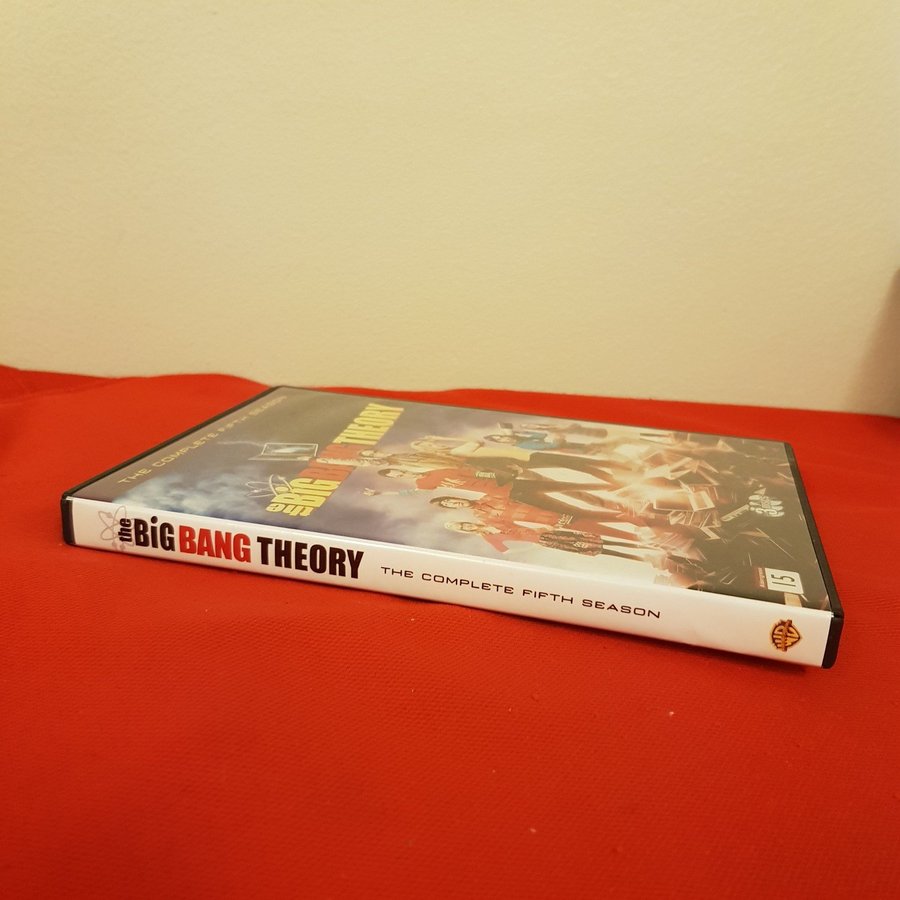 THE COMPLETE FIFTH SEASON
the BIG BANG THEORY
15
the BiG BANG THEORY
THE COMPLETE FIFTH SEASON